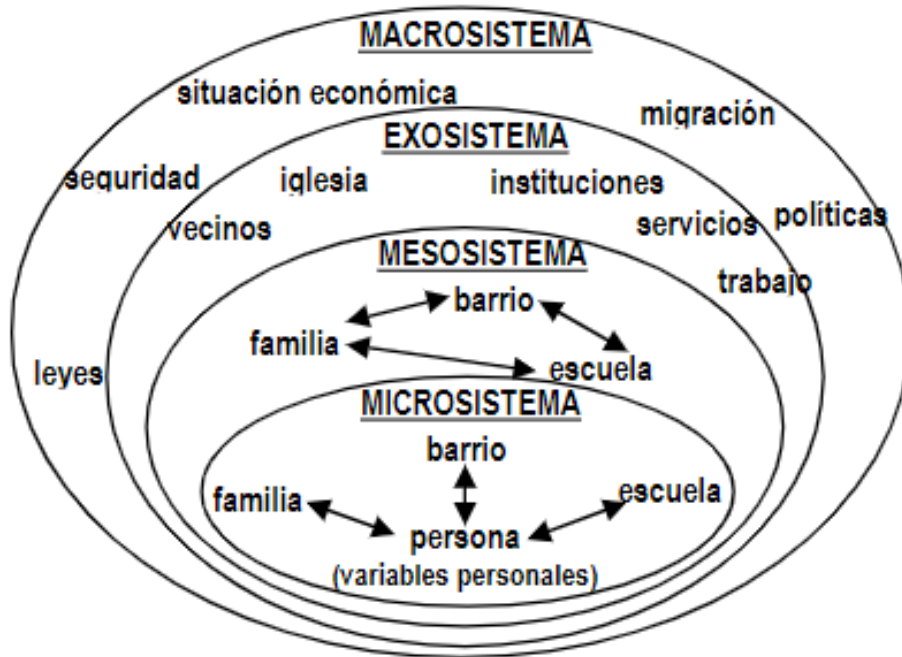 MACROSISTEMA
situación económica
migración
EXOSISTEMA
seguridad
iglesia
instituciones
vecinos
servicios
políticas
MESOSISTEMA
trabajo
barrio
familia
escuela
leyes
MICROSISTEMA
barrio
familia
escuela
persona
(variables personales)